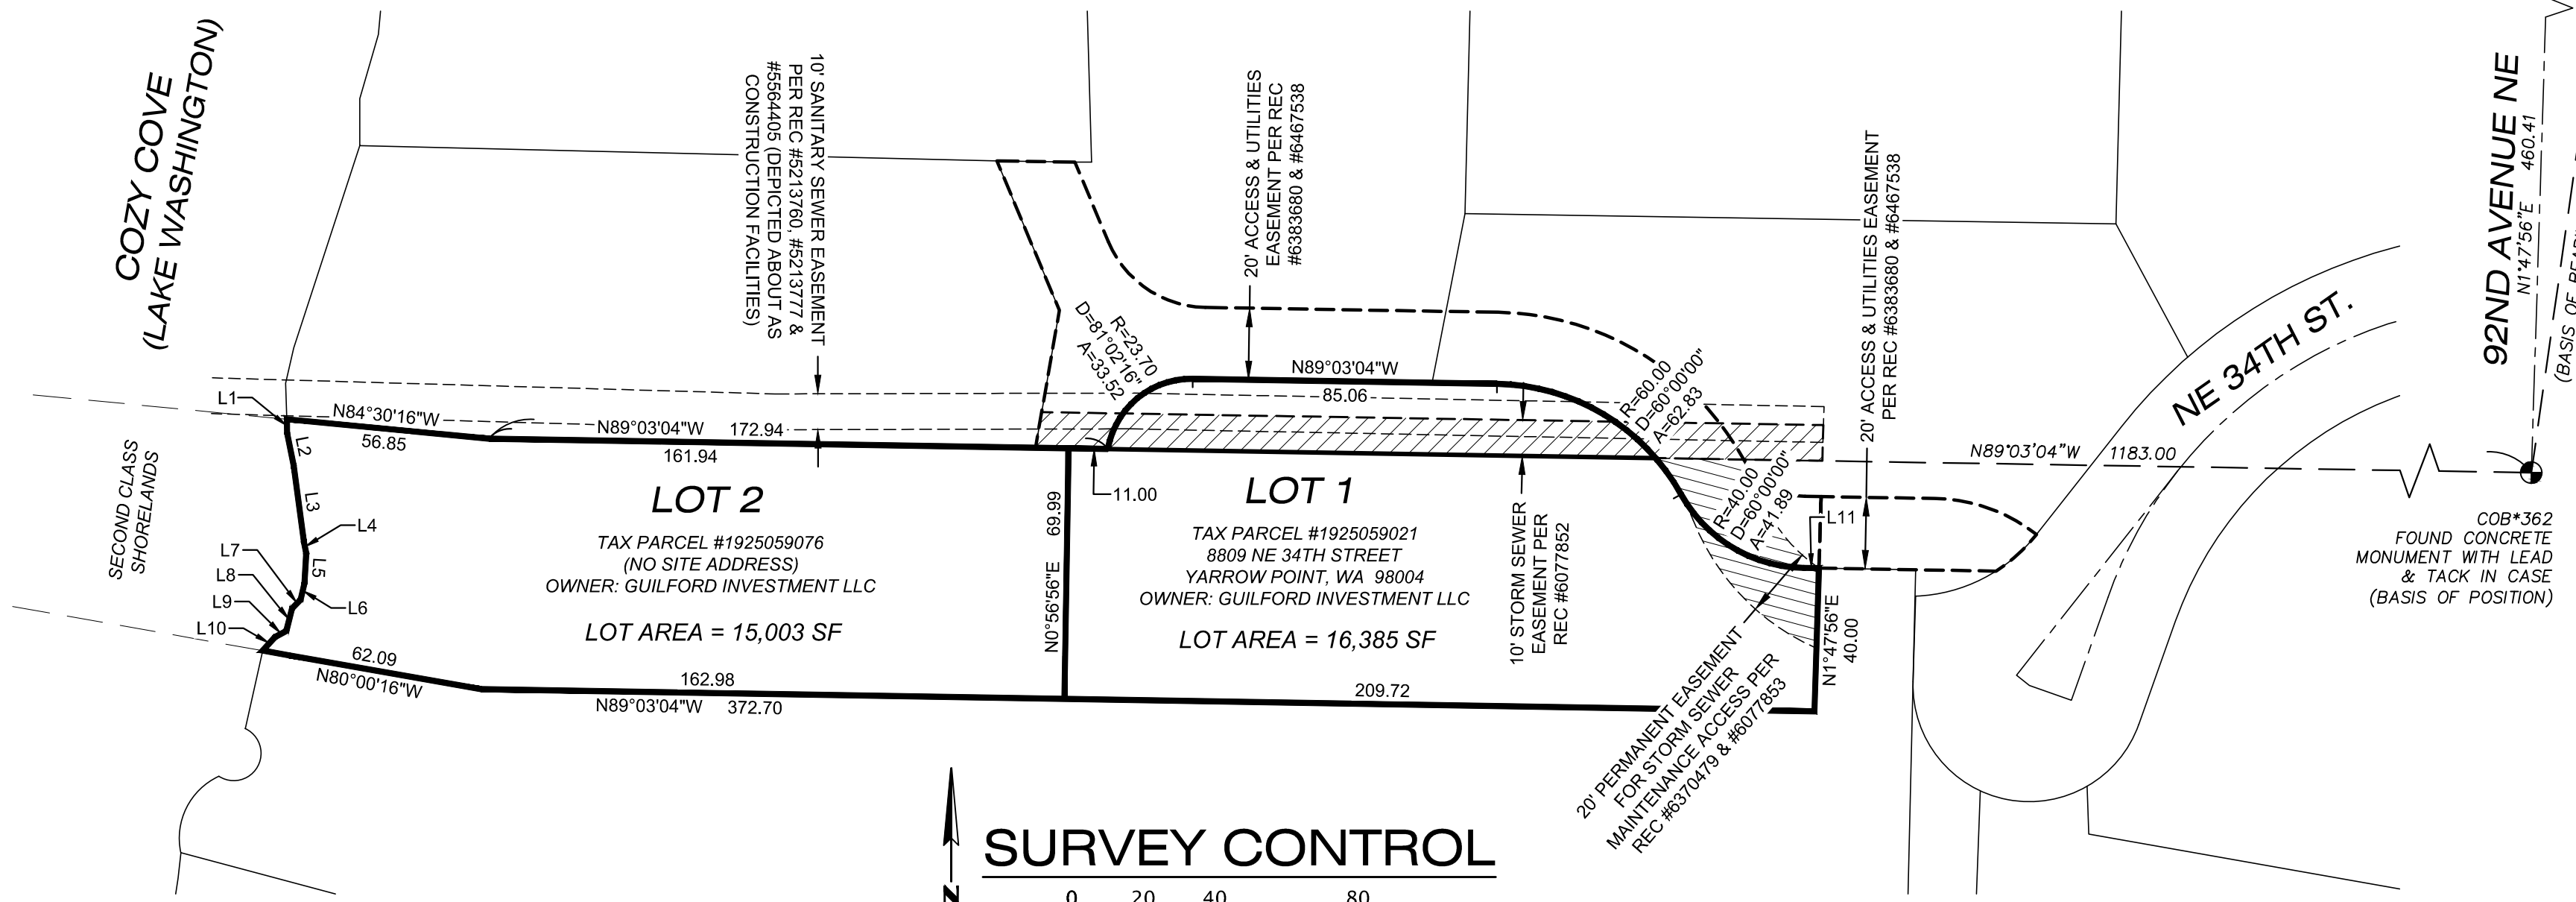 COZY COVE
(LAKE WASHINGTON)
10' SANITARY SEWER EASEMENT
PER REC #5213760, #5213777 &
#5564405 (DEPICTED ABOUT AS
CONSTRUCTION FACILITIES)
20' ACCESS & UTILITIES
EASEMENT PER REC
#6383680 & #6467538
20' ACCESS & UTILITIES EASEMENT
PER REC #6383680 & #6467538
92ND AVENUE NE
N1°47'56"E 460.41
NE 34TH ST.
R=23.70
D=81°02'16"
A=33.52
N89°03'04"W
85.06
R=60.00
D=60°00'00"
A=62.83
R=40.00
D=60°00'00"
A=41.89
L1
N84°30'16"W
56.85
N89°03'04"W 172.94
161.94
11.00
N89°03'04"W 1183.00
COB*362
FOUND CONCRETE
MONUMENT WITH LEAD
& TACK IN CASE
(BASIS OF POSITION)
SECOND CLASS
SHORELANDS
L2
L3
L4
L5
L6
L7
L8
L9
L10
L11
LOT 2
TAX PARCEL #1925059076
(NO SITE ADDRESS)
OWNER: GUILFORD INVESTMENT LLC
LOT AREA = 15,003 SF
N0°56'56"E 69.99
LOT 1
TAX PARCEL #1925059021
8809 NE 34TH STREET
YARROW POINT, WA 98004
OWNER: GUILFORD INVESTMENT LLC
LOT AREA = 16,385 SF
10' STORM SEWER
EASEMENT PER
REC #6077852
N1°47'56"E
40.00
20' PERMANENT EASEMENT
FOR STORM SEWER
MAINTENANCE ACCESS PER
REC #6370479 & #6077853
62.09
N80°00'16"W
162.98
N89°03'04"W 372.70
209.72
SURVEY CONTROL
N
0 20 40 80